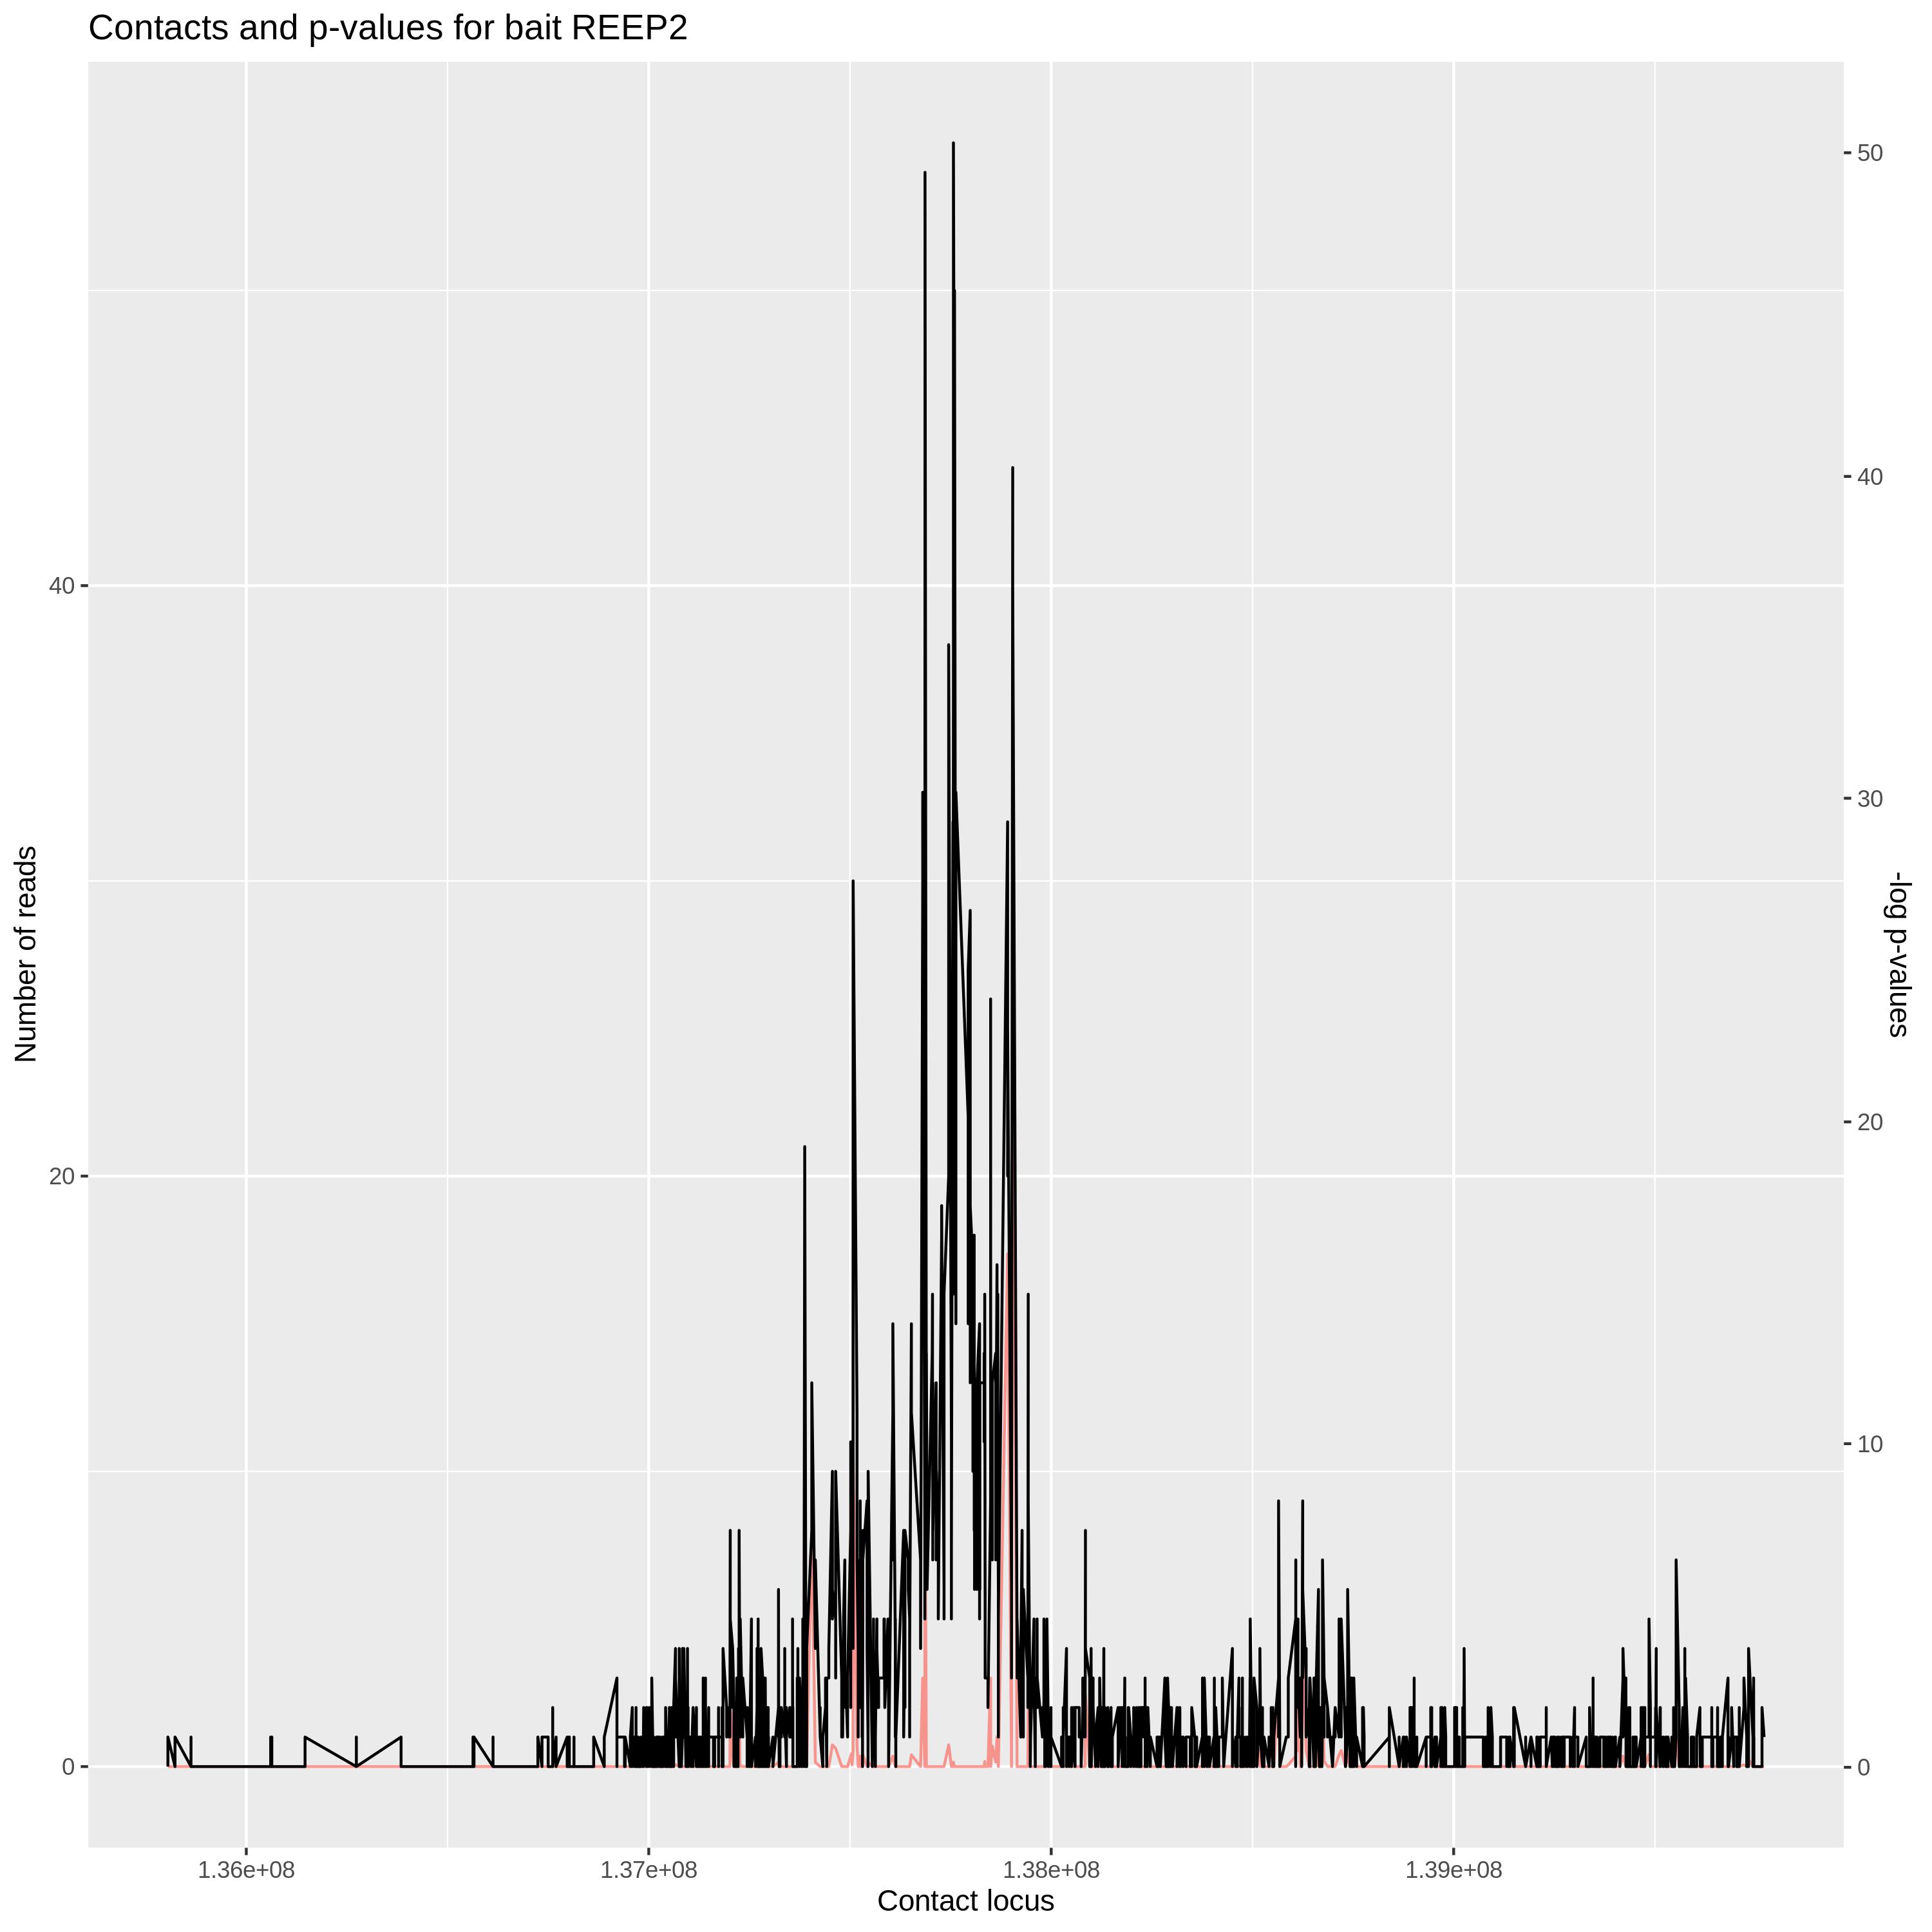 Contacts and p-values for bait REEP2
Number of reads
40
20
0
50
40
30
20
10
0
-log p-values
1.36e+08
1.37e+08
1.38e+08
1.39e+08
Contact locus